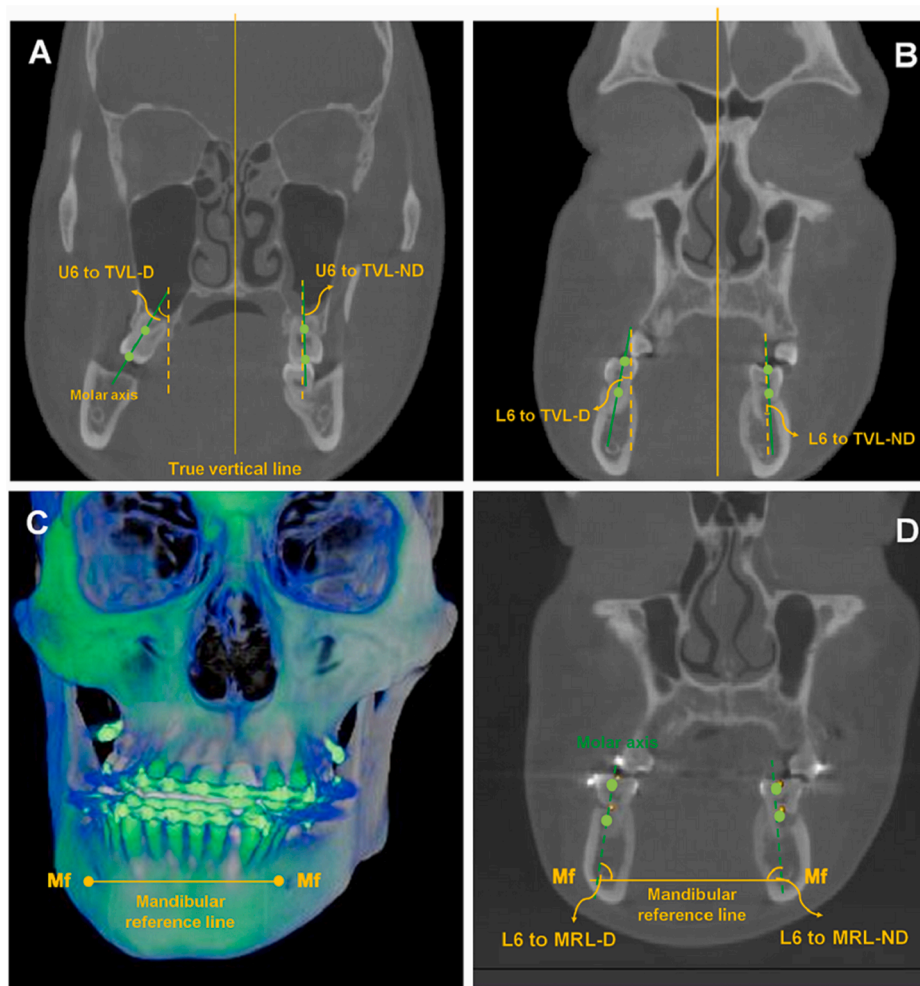 A
U6 to TVL-D
U6 to TVL-ND
Molar axis
True vertical line
B
L6 to TVL-D
L6 to TVL-ND
C
Mf
Mf
Mandibular
reference line
D
Molar axis
Mf
Mf
Mandibular
reference line
L6 to MRL-D
L6 to MRL-ND